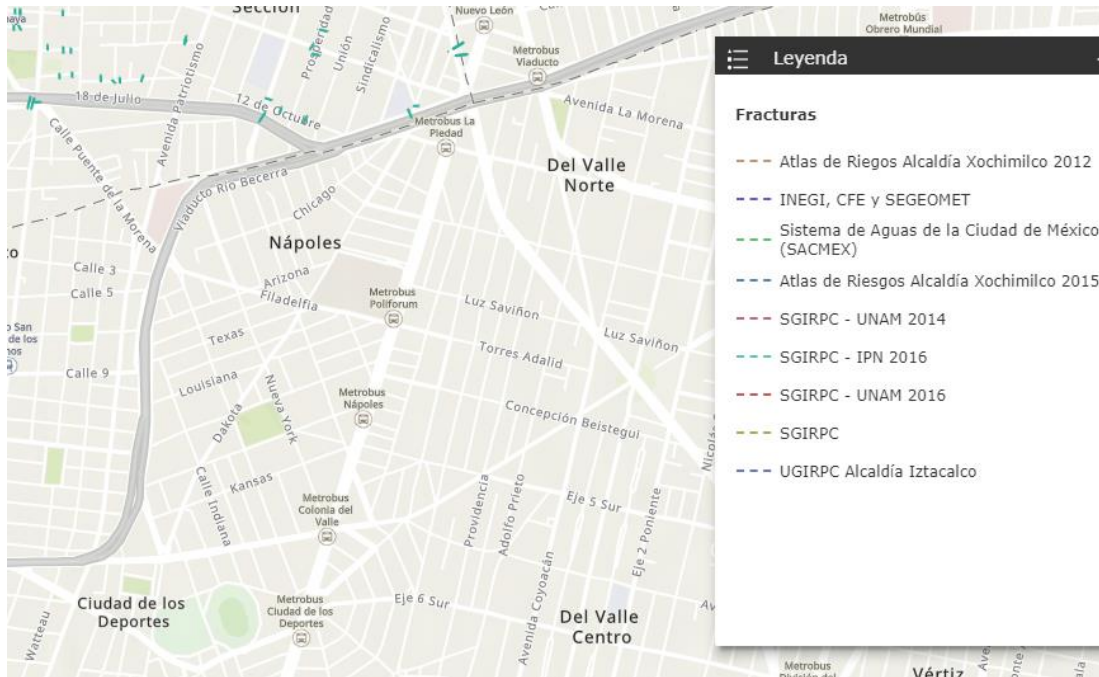 Sección
Nuevo León
Metrobús
Obrero Mundial
Prosperidad
Unión
Sindicalismo
Metrobus
Viaducto
Leyenda
Avenida Patriotismo
18 de Julio
12 de Octubre
Metrobus La
Piedad
Avenida La Morena
Calle Puente de la Morena
Viaducto Río Becerra
Chicago
Del Valle
Norte
Nápoles
Calle 3
Calle 5
Arizona
Filadelfia
Metrobus
Poliforum
Luz Saviñon
Luz Saviñon
Texas
Torres Adalid
Calle 9
Louisiana
Nueva York
Dakota
Metrobus
Nápoles
Concepción Beistegui
Kansas
Calle Indiana
Metrobus
Colonia del
Valle
Providencia
Adolfo Prieto
Eje 5 Sur
Eje 2 Poniente
Ciudad de los
Deportes
Metrobus
Ciudad de los
Deportes
Eje 6 Sur
Avenida Coyoacán
Del Valle
Centro
Watteau
Metrobus
Vértiz
Fracturas
Atlas de Riegos Alcaldía Xochimilco 2012
INEGI, CFE y SEGEOMET
Sistema de Aguas de la Ciudad de México
(SACMEX)
Atlas de Riesgos Alcaldía Xochimilco 2015
SGIRPC - UNAM 2014
SGIRPC - IPN 2016
SGIRPC - UNAM 2016
SGIRPC
UGIRPC Alcaldía Iztacalco